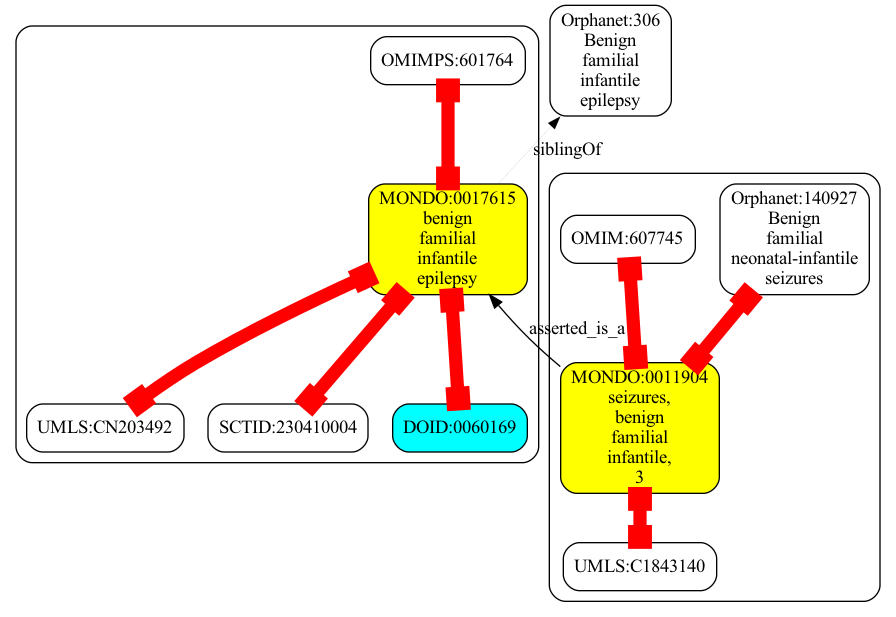 Orphanet:306
Benign
familial
infantile
epilepsy
OMIMPS:601764
siblingOf
MONDO:0017615
benign
familial
infantile
epilepsy
Orphanet:140927
Benign
familial
neonatal-infantile
seizures
OMIM:607745
asserted_is_a
MONDO:0011904
seizures,
benign
familial
infantile,
3
UMLS:CN203492
SCTID:230410004
DOID:0060169
UMLS:C1843140